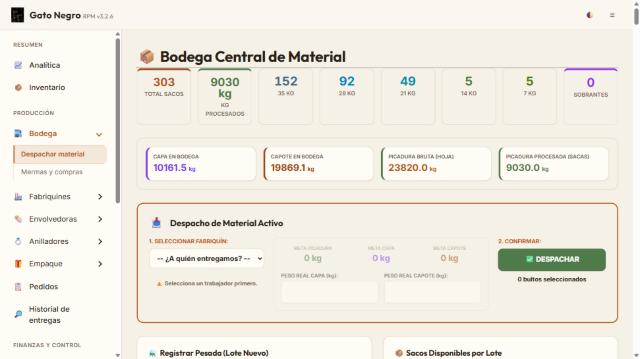 Gato Negro RPM v3.2.6
RESUMEN
Analítica
Inventario
PRODUCCIÓN
Bodega
Despachar material
Mermas y compras
Fabriquines
Envolvedoras
Anilladores
Empaque
Pedidos
Historial de
entregas
FINANZAS Y CONTROL
Bodega Central de Material
303
TOTAL SACOS
9030
kg
KG
PROCESADOS
152
35 KG
92
28 KG
49
21 KG
5
14 KG
5
7 KG
0
SOBRANTES
CAPA EN BODEGA
10161.5 kg
CAPOTE EN BODEGA
19869.1 kg
PICADURA BRUTA (HOJA)
23820.0 kg
PICADURA PROCESADA (SACAS)
9030.0 kg
Despacho de Material Activo
1. SELECCIONAR FABRIQUÍN:
-- ¿A quién entregamos? --
Selecciona un trabajador primero.
META PICADURA
0 kg
META CAPA
0 kg
META CAPOTE
0 kg
PESO REAL CAPA (kg):
PESO REAL CAPOTE (kg):
2. CONFIRMAR:
DESPACHAR
0 bultos seleccionados
Registrar Pesada (Lote Nuevo)
Sacos Disponibles por Lote